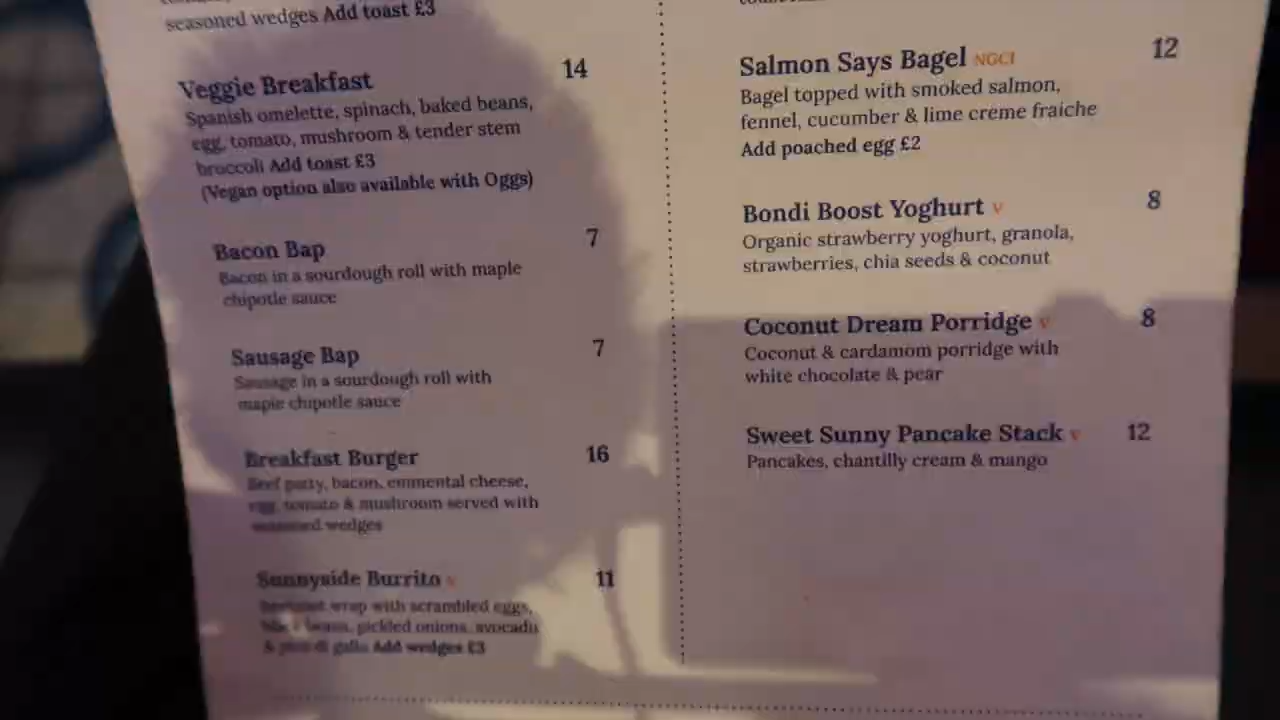 seasoned wedges Add toast £3
Veggie Breakfast 14
Spanish omelette, spinach, baked beans,
egg, tomato, mushroom & tender stem
broccoli Add toast £3
(Vegan option also available with Oggs)
Bacon Bap 7
Bacon in a sourdough roll with maple
chipotle sauce
Sausage Bap 7
Sausage in a sourdough roll with
maple chipotle sauce
Breakfast Burger 16
Beef patty, bacon, emmental cheese,
egg, tomato & mushroom served with
seasoned wedges
Sunnyside Burrito v 11
wrap with scrambled eggs,
black beans, pickled onions, avocado
& pico di gallo Add wedges £3
Salmon Says Bagel NGCI 12
Bagel topped with smoked salmon,
fennel, cucumber & lime creme fraiche
Add poached egg £2
Bondi Boost Yoghurt v 8
Organic strawberry yoghurt, granola,
strawberries, chia seeds & coconut
Coconut Dream Porridge v 8
Coconut & cardamom porridge with
white chocolate & pear
Sweet Sunny Pancake Stack v 12
Pancakes, chantilly cream & mango